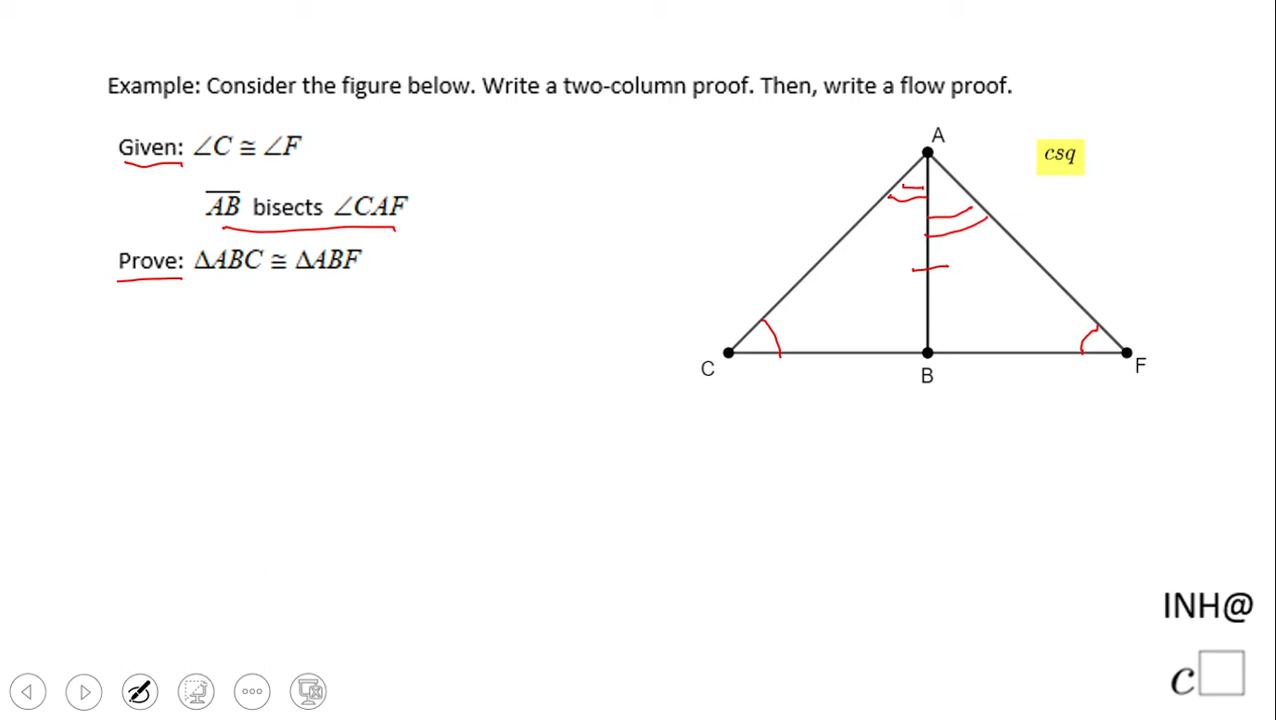 Example: Consider the figure below. Write a two-column proof. Then, write a flow proof.
Given: ∠C ≅ ∠F
A̅B̅ bisects ∠CAF
Prove: ΔABC ≅ ΔABF
A
csq
C
B
F
INH@
c□